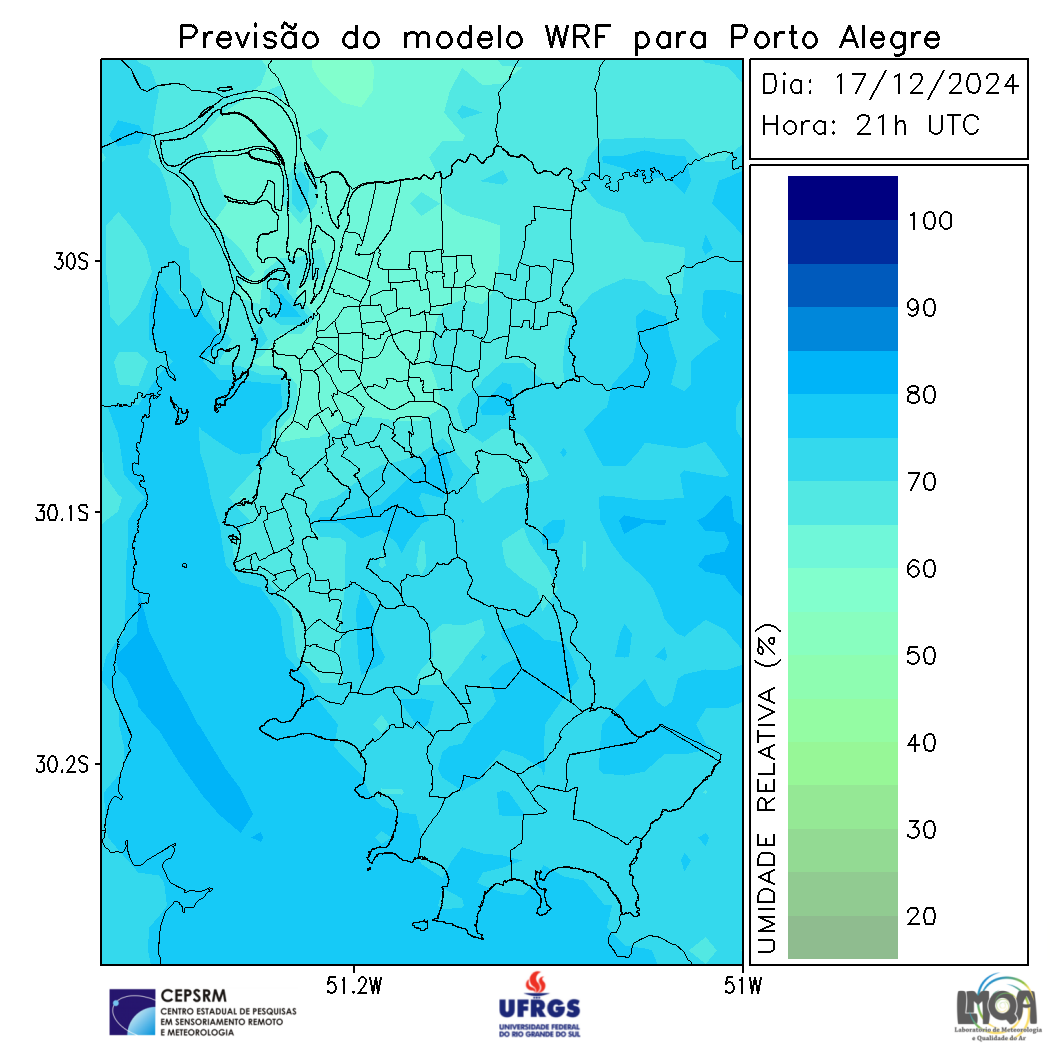 Previsão do modelo WRF para Porto Alegre
Dia: 17/12/2024
Hora: 21h UTC
30S
30.1S
30.2S
51.2W
51W
100
90
80
70
60
50
40
30
20
UMIDADE RELATIVA (%)
CEPSRM
CENTRO ESTADUAL DE PESQUISAS
EM SENSORIAMENTO REMOTO
E METEOROLOGIA
UFRGS
UNIVERSIDADE FEDERAL
DO RIO GRANDE DO SUL
LMQA
Laboratório de Meteorologia
e Qualidade do Ar